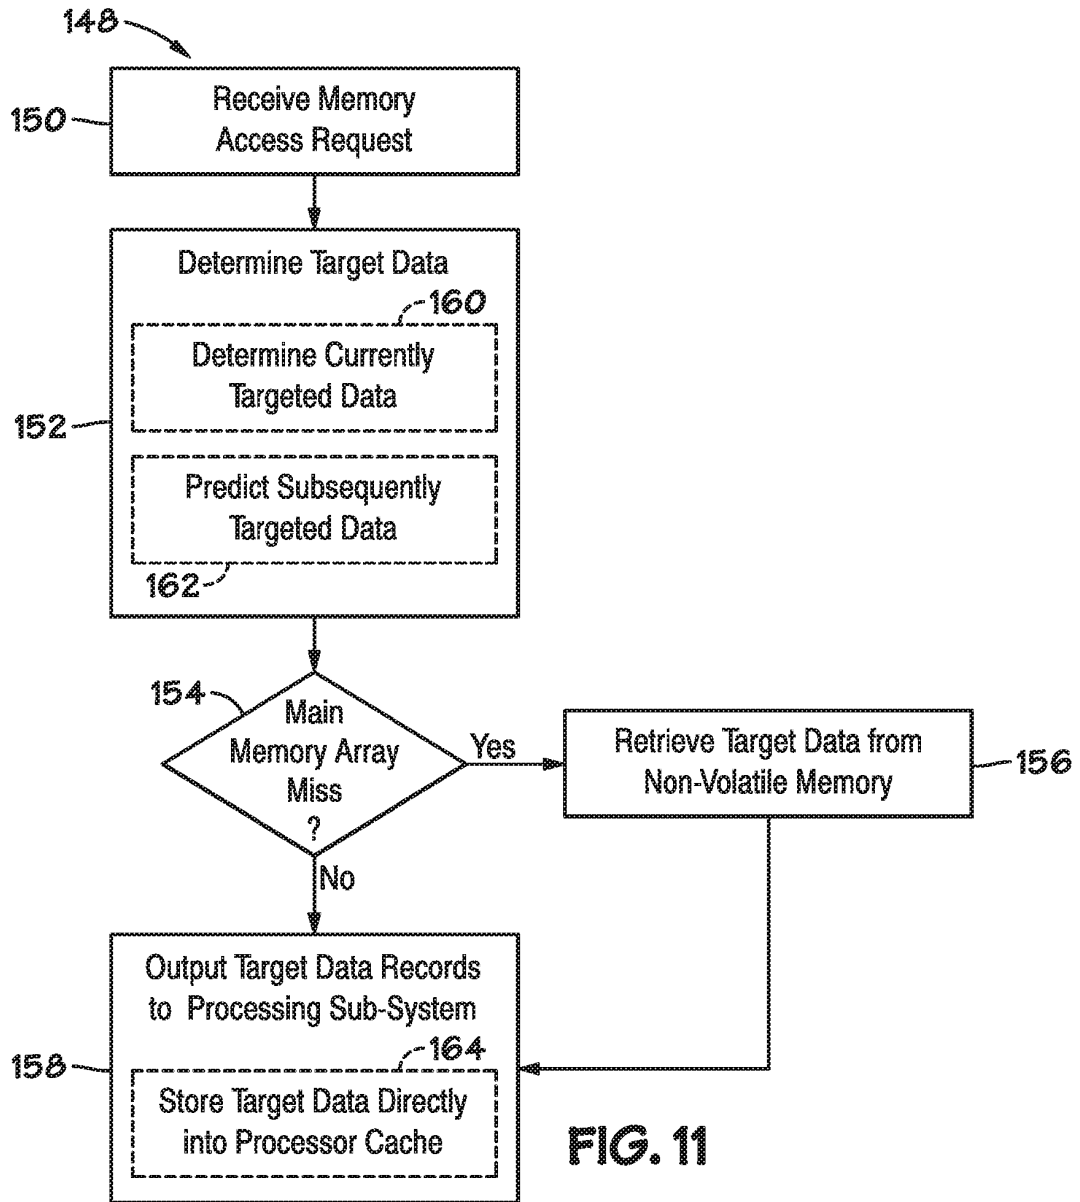 148
150
Receive Memory
Access Request
Determine Target Data
160
Determine Currently
Targeted Data
152
Predict Subsequently
Targeted Data
162
154
Main
Memory Array
Miss
?
Yes
Retrieve Target Data from
Non-Volatile Memory
156
No
Output Target Data Records
to Processing Sub-System
158
164
Store Target Data Directly
into Processor Cache
FIG. 11